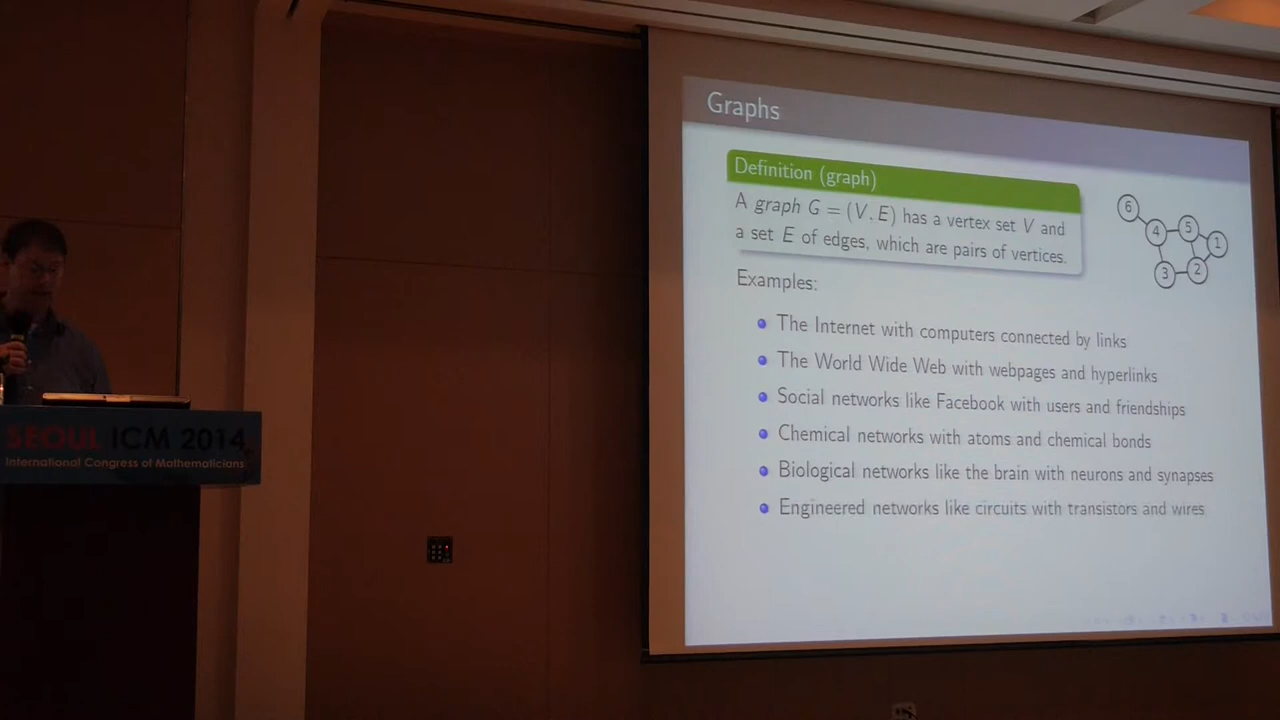 Graphs
Definition (graph)
A graph G = (V, E) has a vertex set V and
a set E of edges, which are pairs of vertices.
6
4
5
1
3
2
Examples:
The Internet with computers connected by links
The World Wide Web with webpages and hyperlinks
Social networks like Facebook with users and friendships
Chemical networks with atoms and chemical bonds
Biological networks like the brain with neurons and synapses
Engineered networks like circuits with transistors and wires
SEOUL ICM 2014
International Congress of Mathematicians